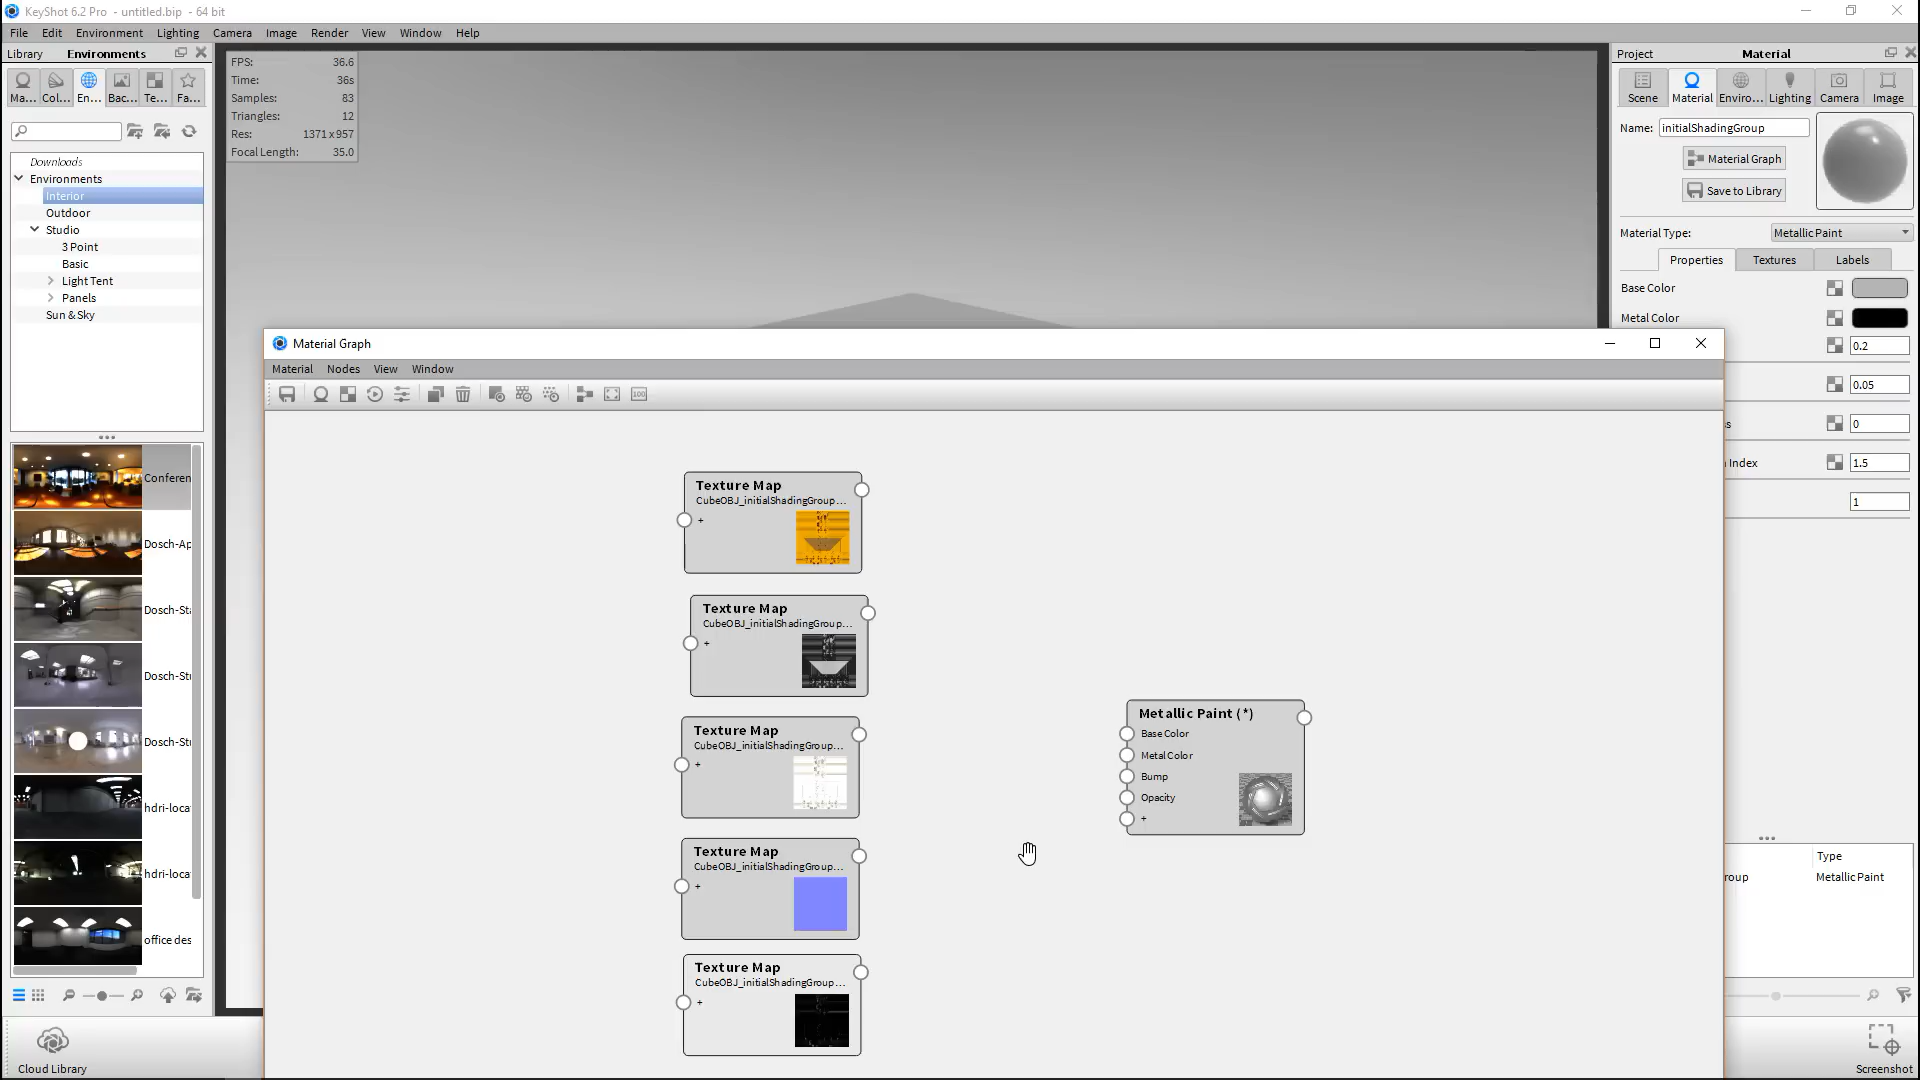 KeyShot 6.2 Pro - untitled.bip - 64 bit
File Edit Environment Lighting Camera Image Render View Window Help
Library Environments
Ma... Col... En... Bac... Te... Fa...
Downloads
Environments
Interior
Outdoor
Studio
3 Point
Basic
Light Tent
Panels
Sun & Sky
Conferen
Dosch-Ap
Dosch-Sta
Dosch-Stu
Dosch-Stu
hdri-loca
hdri-loca
office des
Cloud Library
FPS: 36.6
Time: 36s
Samples: 83
Triangles: 12
Res: 1371 x 957
Focal Length: 35.0
Material Graph
Material Nodes View Window
100
Texture Map
CubeOBJ_initialShadingGroup...
+
Texture Map
CubeOBJ_initialShadingGroup...
+
Texture Map
CubeOBJ_initialShadingGroup...
+
Texture Map
CubeOBJ_initialShadingGroup...
+
Texture Map
CubeOBJ_initialShadingGroup...
+
Metallic Paint (*)
Base Color
Metal Color
Bump
Opacity
+
Project Material
Scene Material Enviro... Lighting Camera Image
Name: initialShadingGroup
Material Graph
Save to Library
Material Type: Metallic Paint
Properties Textures Labels
Base Color
Metal Color
0.2
0.05
s 0
Index 1.5
1
Type
roup Metallic Paint
Screenshot